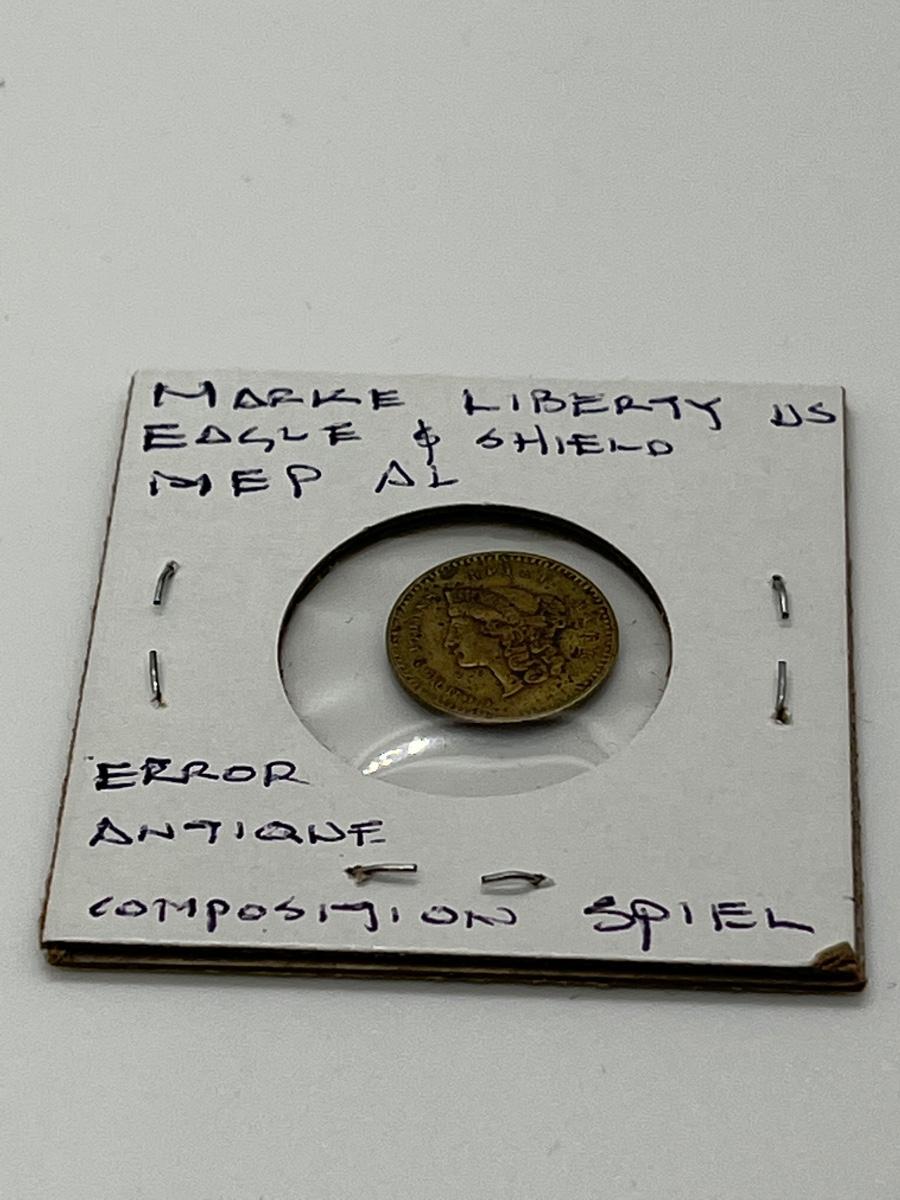 MARKE LIBERTY US
EAGLE & SHIELD
MEP AL
ERROR
ANTIQUE
COMPOSITION SPIEL